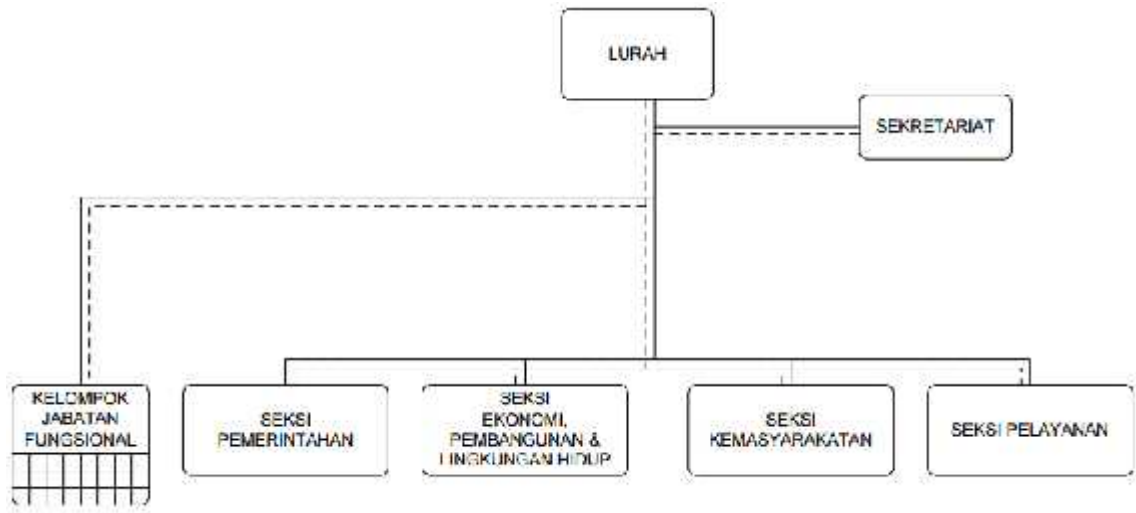 LURAH
SEKRETARIAT
KELOMPOK
JABATAN
FUNGSIONAL
SEKSI
PEMERINTAHAN
SEKSI
EKONOMI,
PEMBANGUNAN &
LINGKUNGAN HIDUP
SEKSI
KEMASYARAKATAN
SEKSI PELAYANAN